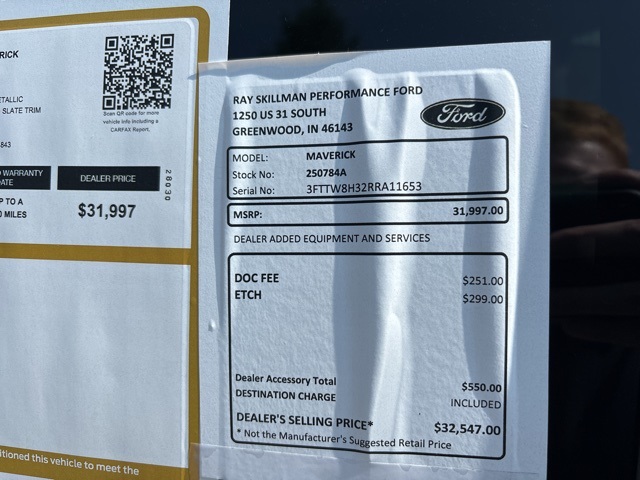 RICK
ETALLIC
SLATE TRIM
Scan QR code for more
vehicle info including a
CARFAX Report.
843
D WARRANTY
DATE
DEALER PRICE
28030
P TO A
0 MILES
$31,997
itioned this vehicle to meet the
RAY SKILLMAN PERFORMANCE FORD
1250 US 31 SOUTH
GREENWOOD, IN 46143
Ford
MODEL: MAVERICK
Stock No: 250784A
Serial No: 3FTTW8H32RRA11653
MSRP: 31,997.00
DEALER ADDED EQUIPMENT AND SERVICES
DOC FEE $251.00
ETCH $299.00
Dealer Accessory Total $550.00
DESTINATION CHARGE INCLUDED
DEALER'S SELLING PRICE* $32,547.00
* Not the Manufacturer's Suggested Retail Price